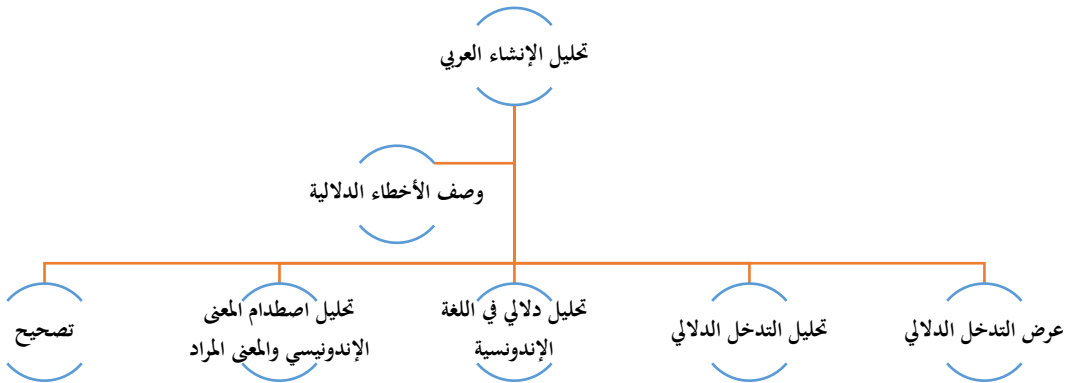 تحليل الإنشاء العربي
وصف الأخطاء الدلالية
عرض التدخل الدلالي
تحليل التدخل الدلالي
تحليل دلالي في اللغة
الإندونسية
تحليل اصطدام المعنى
الإندونيسي والمعنى المراد
تصحيح